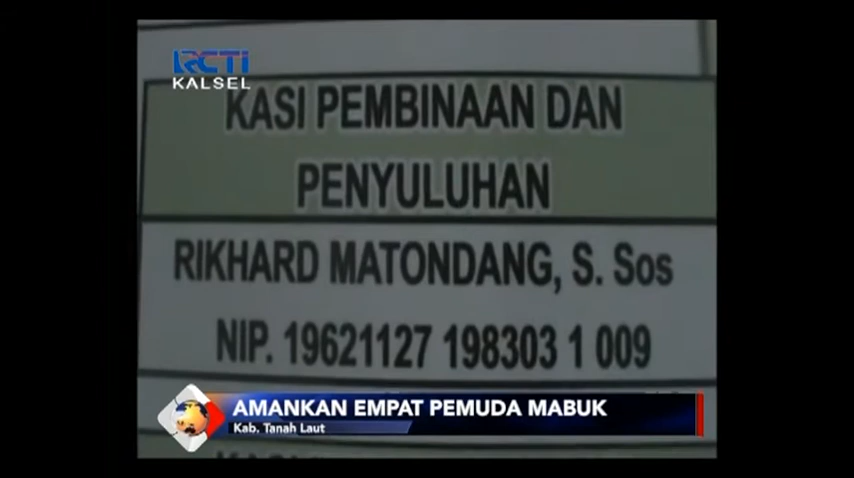 RCTI
KALSEL
KASI PEMBINAAN DAN
PENYULUHAN
RIKHARD MATONDANG, S. Sos
NIP. 19621127 198303 1 009
AMANKAN EMPAT PEMUDA MABUK
Kab. Tanah Laut